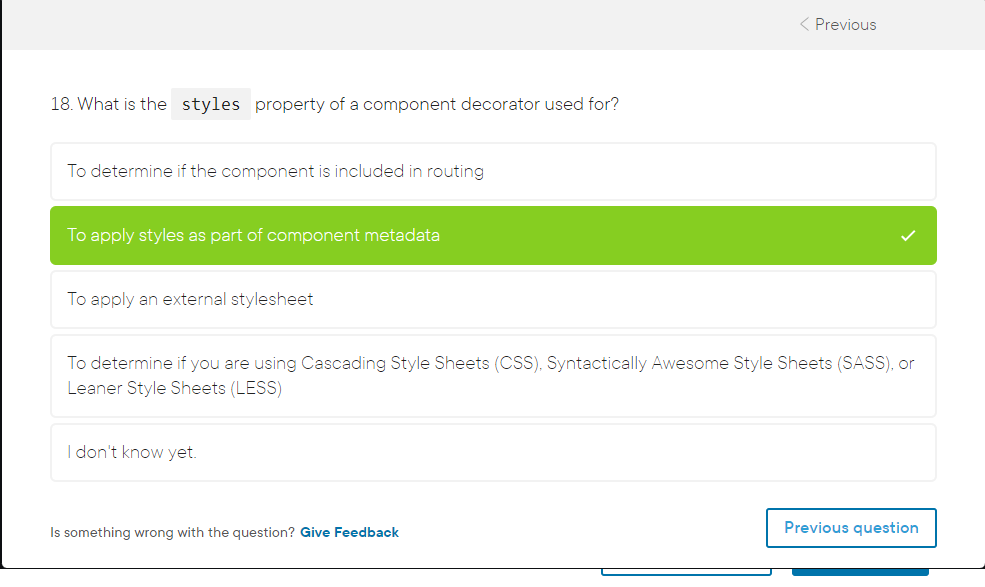 Previous
18. What is the styles property of a component decorator used for?
To determine if the component is included in routing
To apply styles as part of component metadata
To apply an external stylesheet
To determine if you are using Cascading Style Sheets (CSS), Syntactically Awesome Style Sheets (SASS), or
Leaner Style Sheets (LESS)
I don't know yet.
Is something wrong with the question? Give Feedback
Previous question